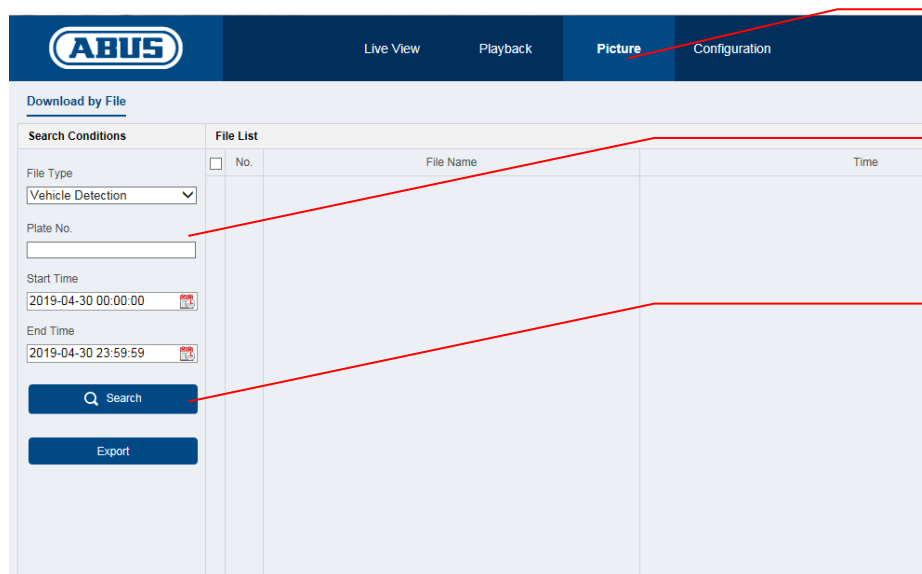 ABUS
Live View Playback Picture Configuration
Download by File
Search Conditions File List
No. File Name Time
File Type
Vehicle Detection
Plate No.
Start Time
2019-04-30 00:00:00
End Time
2019-04-30 23:59:59
Search
Export